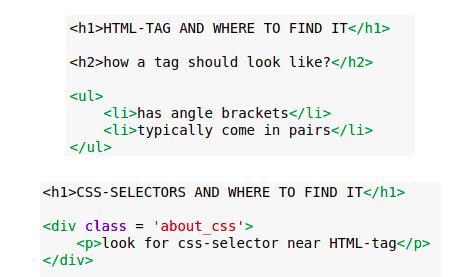 <h1>HTML-TAG AND WHERE TO FIND IT</h1>
<h2>how a tag should look like?</h2>
<ul>
<li>has angle brackets</li>
<li>typically come in pairs</li>
</ul>
<h1>CSS-SELECTORS AND WHERE TO FIND IT</h1>
<div class = 'about_css'>
<p>look for css-selector near HTML-tag</p>
</div>